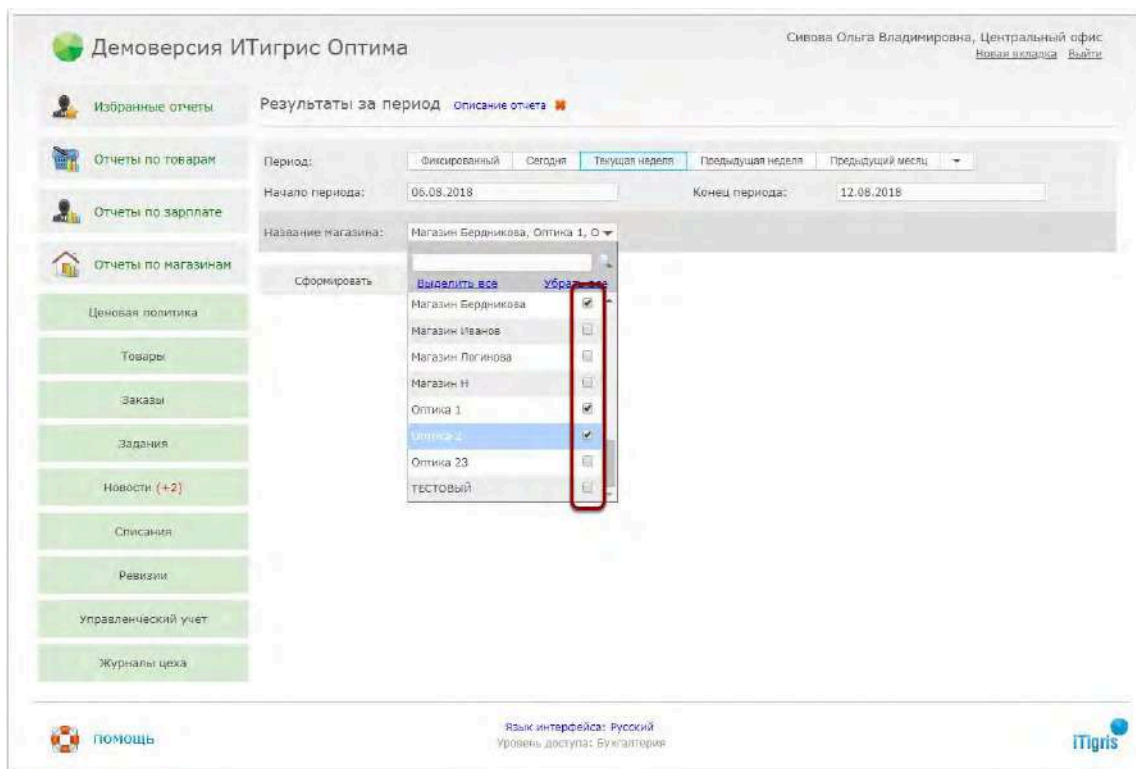 Демоверсия ИТигрис Оптима
Сивова Ольга Владимировна, Центральный офис
Новая вкладка Выйти
Избранные отчеты
Отчеты по товарам
Отчеты по зарплате
Отчеты по магазинам
Ценовая политика
Товары
Заказы
Задания
Новости (+2)
Списания
Ревизии
Управленческий учет
Журналы цеха
Результаты за период Описание отчета
Период: Фиксированный Сегодня Текущая неделя Предыдущая неделя Предыдущий месяц
Начало периода: 06.08.2018 Конец периода: 12.08.2018
Название магазина: Магазин Бердникова, Оптика 1, О
Сформировать
Выделить все Убрать все
Магазин Бердникова
Магазин Иванов
Магазин Логинова
Магазин Н
Оптика 1
Оптика 2
Оптика 23
ТЕСТОВЫЙ
ПОМОЩЬ
Язык интерфейса: Русский
Уровень доступа: Бухгалтерия
iTigris